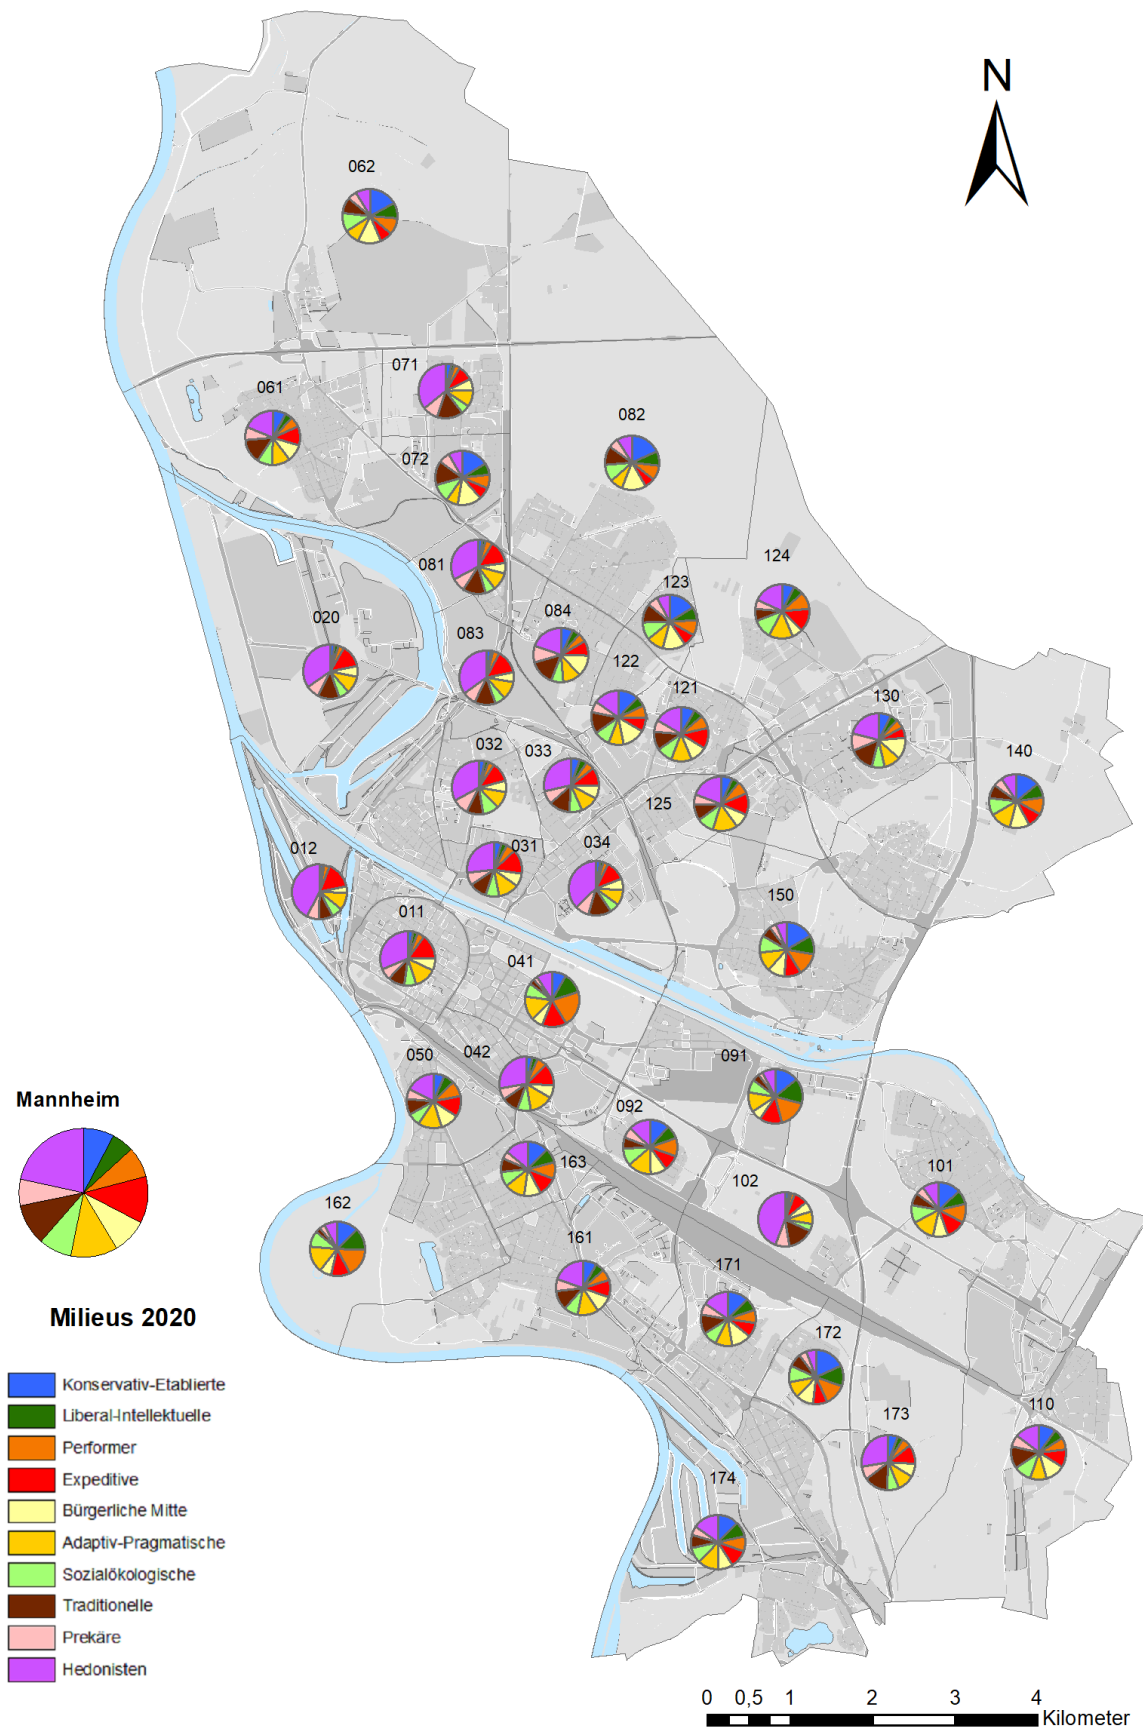 N
062
071
061
082
072
081
124
123
020
084
083
122
121
130
032
033
140
125
031
034
012
150
011
041
050
042
091
092
163
101
102
162
161
171
172
110
173
174
Mannheim
Milieus 2020
Konservativ-Etablierte
Liberal-Intellektuelle
Performer
Expeditive
Bürgerliche Mitte
Adaptiv-Pragmatische
Sozialökologische
Traditionelle
Prekäre
Hedonisten
0 0,5 1 2 3 4
Kilometer